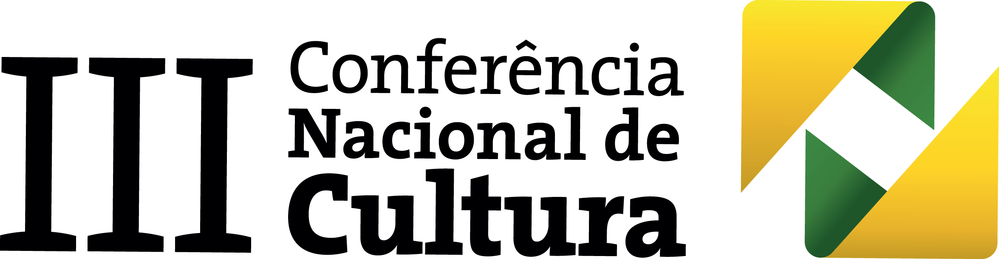 III
Conferência
Nacional de
Cultura